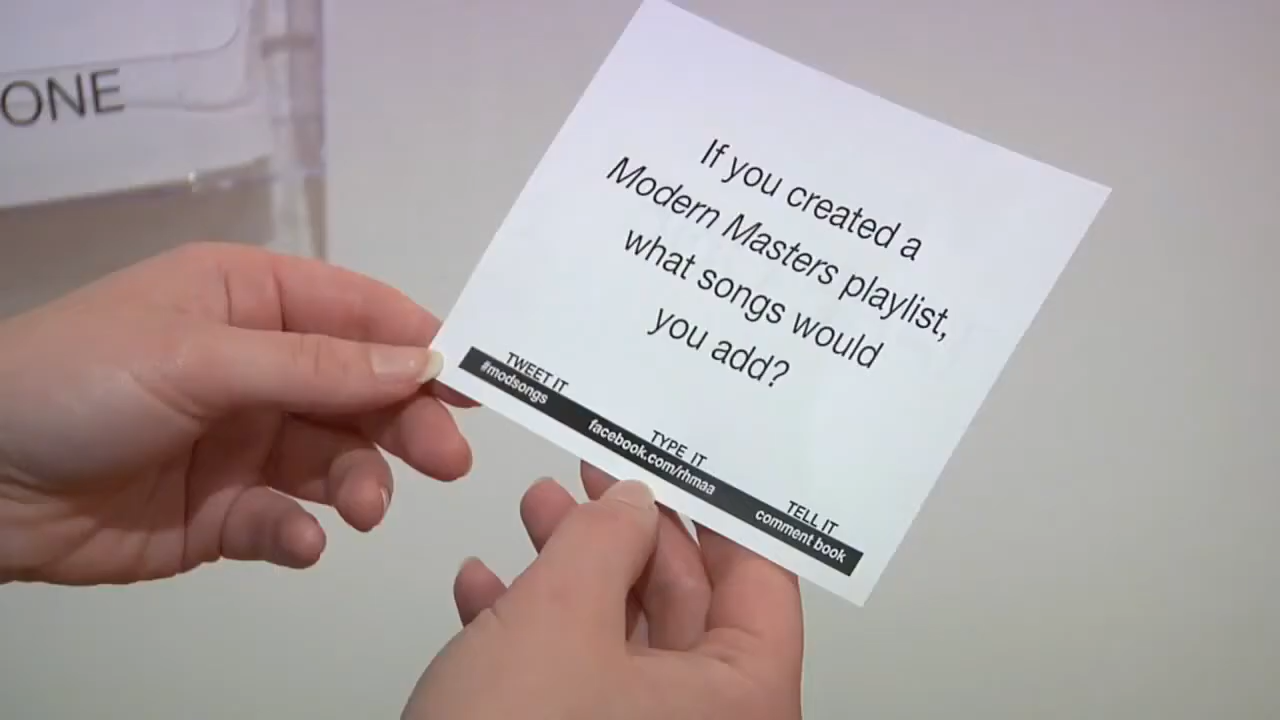 ONE
If you created a
Modern Masters playlist,
what songs would
you add?
TWEET IT
#modsongs
TYPE IT
facebook.com/rhmaa
TELL IT
comment book